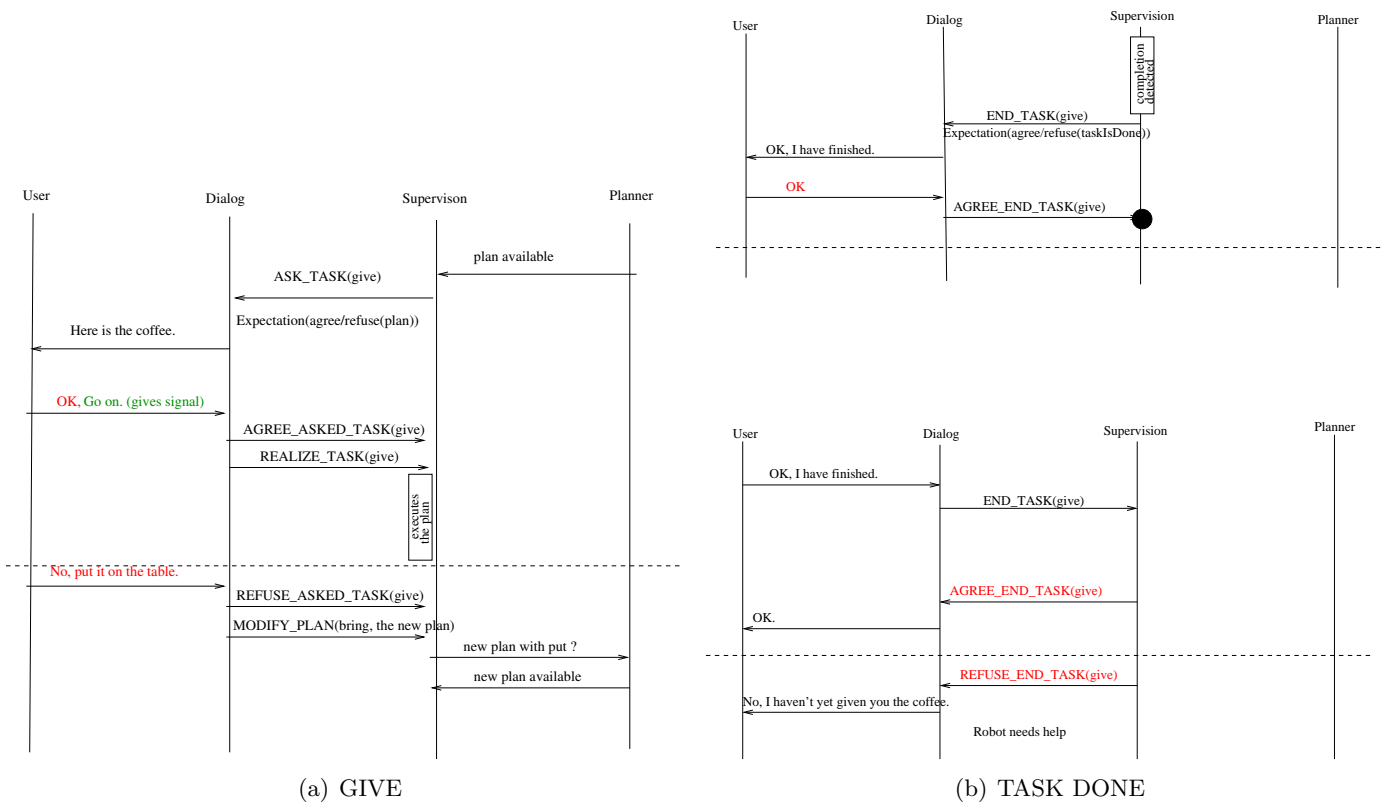 User
Dialog
Supervison
Planner
plan available
ASK_TASK(give)
Expectation(agree/refuse(plan))
Here is the coffee.
OK, Go on. (gives signal)
AGREE_ASKED_TASK(give)
REALIZE_TASK(give)
executes
the plan
No, put it on the table.
REFUSE_ASKED_TASK(give)
MODIFY_PLAN(bring, the new plan)
new plan with put ?
new plan available
(a) GIVE
User
Dialog
Supervision
Planner
completion
detected
END_TASK(give)
Expectation(agree/refuse(taskIsDone))
OK, I have finished.
OK
AGREE_END_TASK(give)
User
Dialog
Supervision
Planner
OK, I have finished.
END_TASK(give)
AGREE_END_TASK(give)
OK.
REFUSE_END_TASK(give)
No, I haven't yet given you the coffee.
Robot needs help
(b) TASK DONE